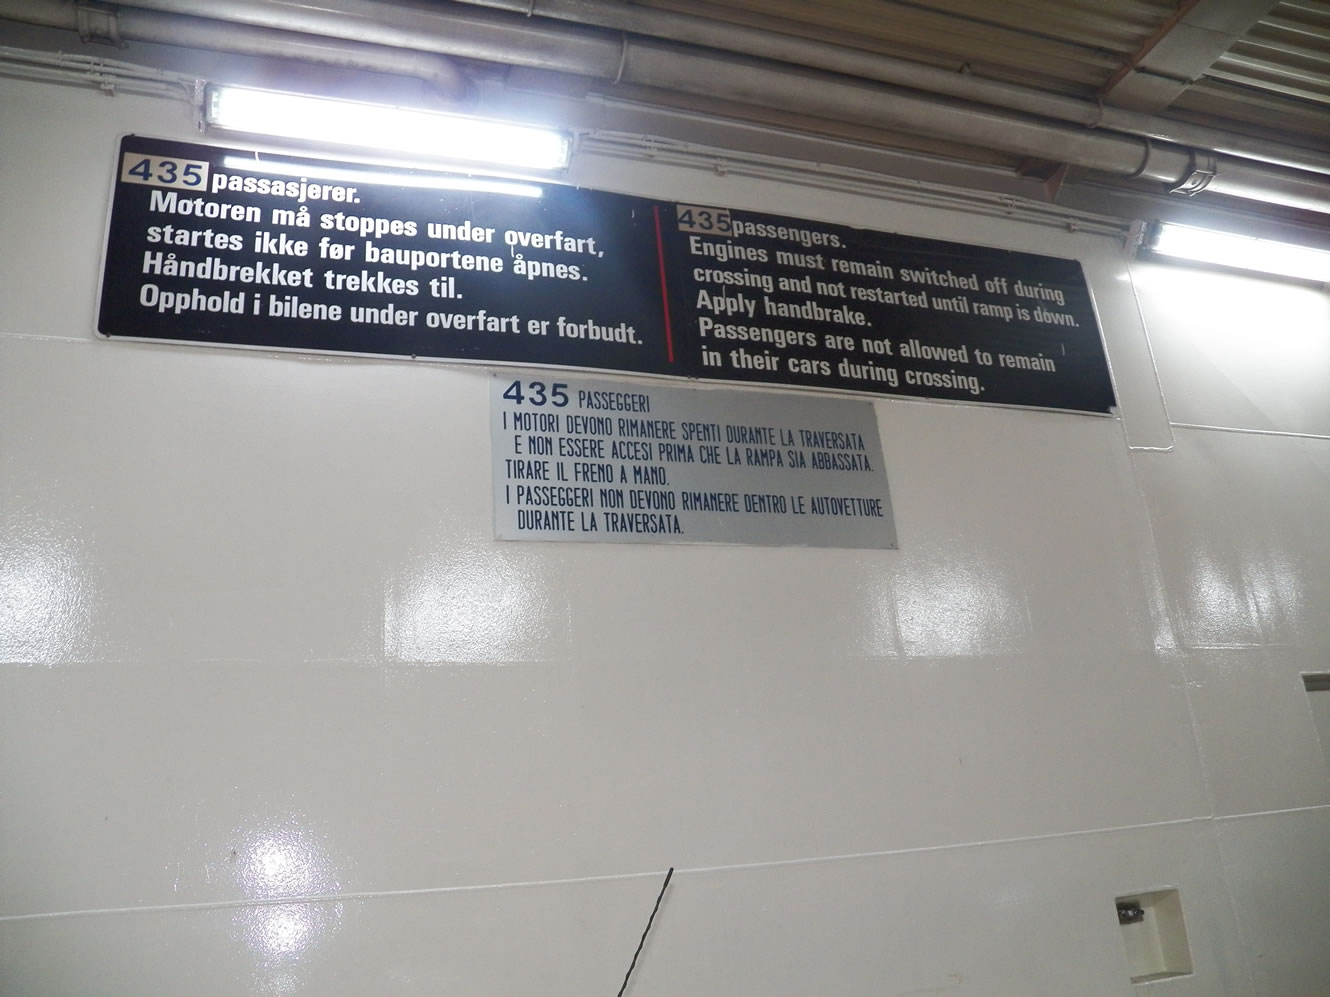 435 passasjerer.
Motoren må stoppes under overfart,
startes ikke før bauportene åpnes.
Håndbrekket trekkes til.
Opphold i bilene under overfart er forbudt.
435 passengers.
Engines must remain switched off during
crossing and not restarted until ramp is down.
Apply handbrake.
Passengers are not allowed to remain
in their cars during crossing.
435 PASSEGGERI
I MOTORI DEVONO RIMANERE SPENTI DURANTE LA TRAVERSATA
E NON ESSERE ACCESI PRIMA CHE LA RAMPA SIA ABBASSATA.
TIRARE IL FRENO A MANO.
I PASSEGGERI NON DEVONO RIMANERE DENTRO LE AUTOVETTURE
DURANTE LA TRAVERSATA.